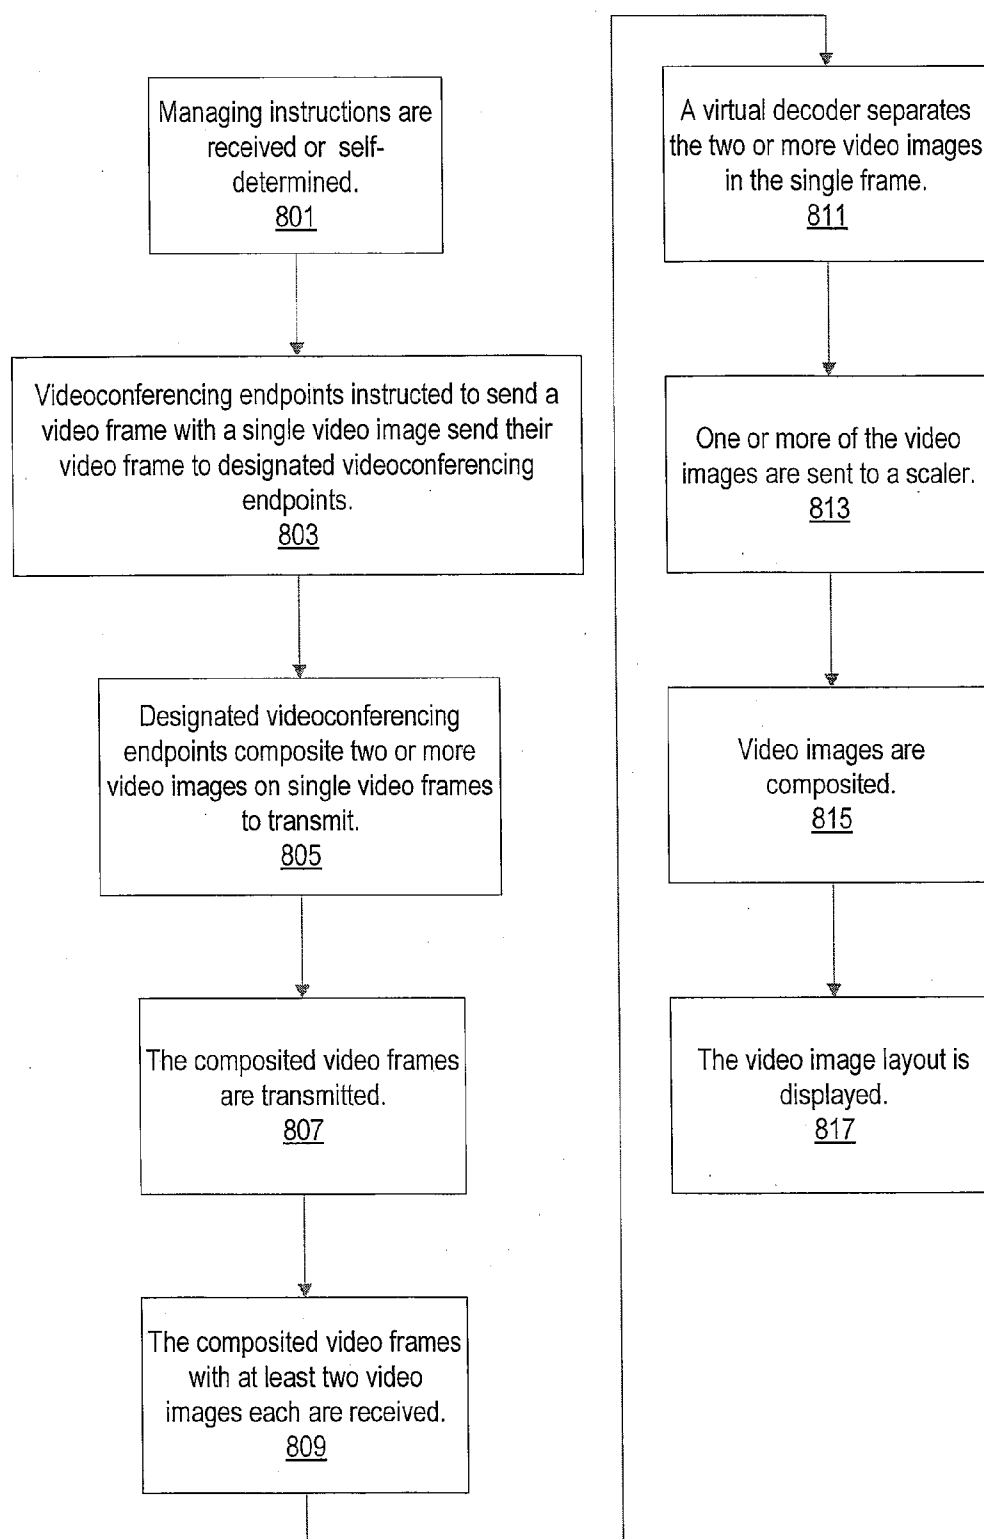 Managing instructions are
received or self-
determined.
801
Videoconferencing endpoints instructed to send a
video frame with a single video image send their
video frame to designated videoconferencing
endpoints.
803
Designated videoconferencing
endpoints composite two or more
video images on single video frames
to transmit.
805
The composited video frames
are transmitted.
807
The composited video frames
with at least two video
images each are received.
809
A virtual decoder separates
the two or more video images
in the single frame.
811
One or more of the video
images are sent to a scaler.
813
Video images are
composited.
815
The video image layout is
displayed.
817